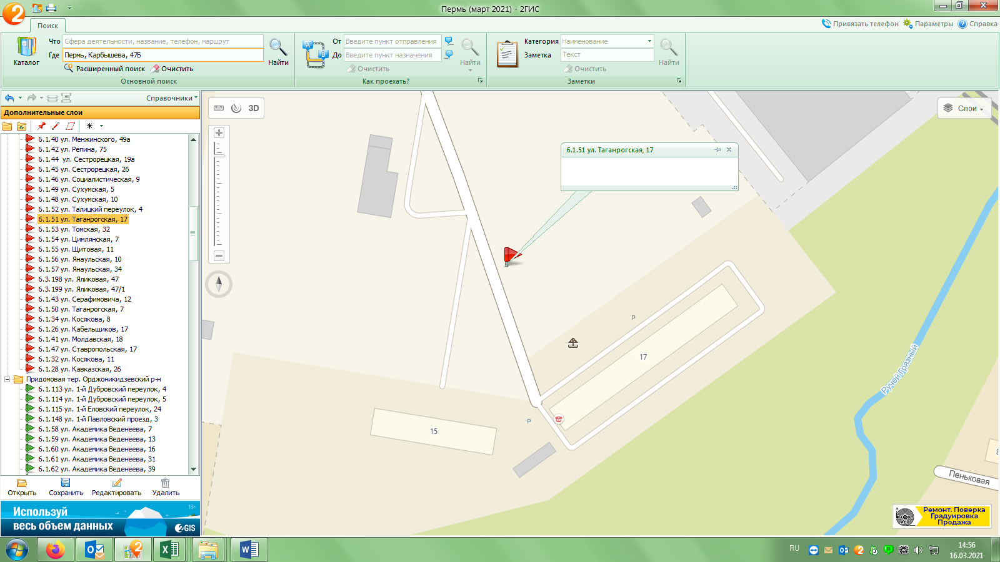 Пермь (март 2021) - 2ГИС
Поиск
Привязать телефон
Параметры
Справка
Каталог
Что
Сфера деятельности, название, телефон, маршрут
Где
Пермь, Карбышева, 47Б
Расширенный поиск
Очистить
Найти
Основной поиск
От
Введите пункт отправления
До
Введите пункт назначения
Очистить
Найти
Как проехать?
Категория
Наименование
Заметка
Текст
Очистить
Найти
Заметки
Справочники
Дополнительные слои
6.1.40 ул. Менжинского, 49а
6.1.42 ул. Репина, 75
6.1.44 ул. Сестрорецкая, 19а
6.1.45 ул. Сестрорецкая, 26
6.1.46 ул. Социалистическая, 9
6.1.49 ул. Сухумская, 5
6.1.48 ул. Сухумская, 10
6.1.52 ул. Талицкий переулок, 4
6.1.51 ул. Таганрогская, 17
6.1.53 ул. Томская, 32
6.1.54 ул. Цимлянская, 7
6.1.55 ул. Щитовая, 11
6.1.56 ул. Янаульская, 10
6.1.57 ул. Янаульская, 34
6.3.198 ул. Яликовая, 47
6.3.199 ул. Яликовая, 47/1
6.1.43 ул. Серафимовича, 12
6.1.50 ул. Таганрогская, 7
6.1.34 ул. Косякова, 8
6.1.26 ул. Кабельщиков, 17
6.1.41 ул. Молдавская, 18
6.1.47 ул. Ставропольская, 17
6.1.32 ул. Косякова, 11
6.1.28 ул. Кавказская, 26
Придомовая тер. Орджоникидзевский р-н
6.1.113 ул. 1-й Дубровский переулок, 4
6.1.114 ул. 1-й Дубровский переулок, 5
6.1.115 ул. 1-й Еловский переулок, 24
6.1.148 ул. 1-й Павловский проезд, 3
6.1.58 ул. Академика Веденеева, 7
6.1.59 ул. Академика Веденеева, 13
6.1.60 ул. Академика Веденеева, 16
6.1.61 ул. Академика Веденеева, 31
6.1.62 ул. Академика Веденеева, 39
Открыть
Сохранить
Редактировать
Удалить
Используй
18+
весь объем данных
2GIS
3D
Слои
6.1.51 ул. Таганрогская, 17
P
17
P
15
Ручей Грязный
Пеньковая
Ремонт. Поверка
Градуировка
Продажа
RU
14:56
16.03.2021